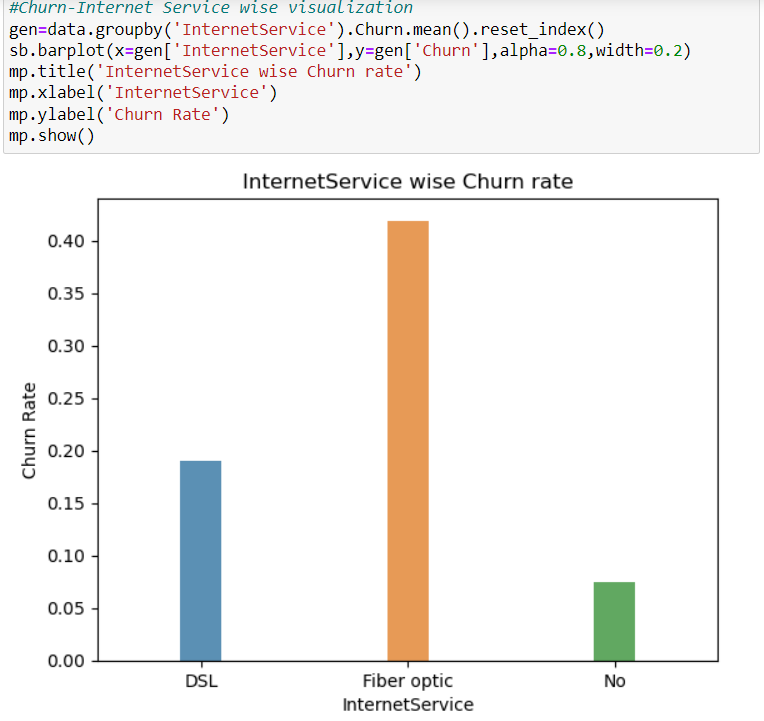 #Churn-Internet Service wise visualization
gen=data.groupby('InternetService').Churn.mean().reset_index()
sb.barplot(x=gen['InternetService'],y=gen['Churn'],alpha=0.8,width=0.2)
mp.title('InternetService wise Churn rate')
mp.xlabel('InternetService')
mp.ylabel('Churn Rate')
mp.show()
InternetService wise Churn rate
Churn Rate
0.40
0.35
0.30
0.25
0.20
0.15
0.10
0.05
0.00
DSL Fiber optic No
InternetService